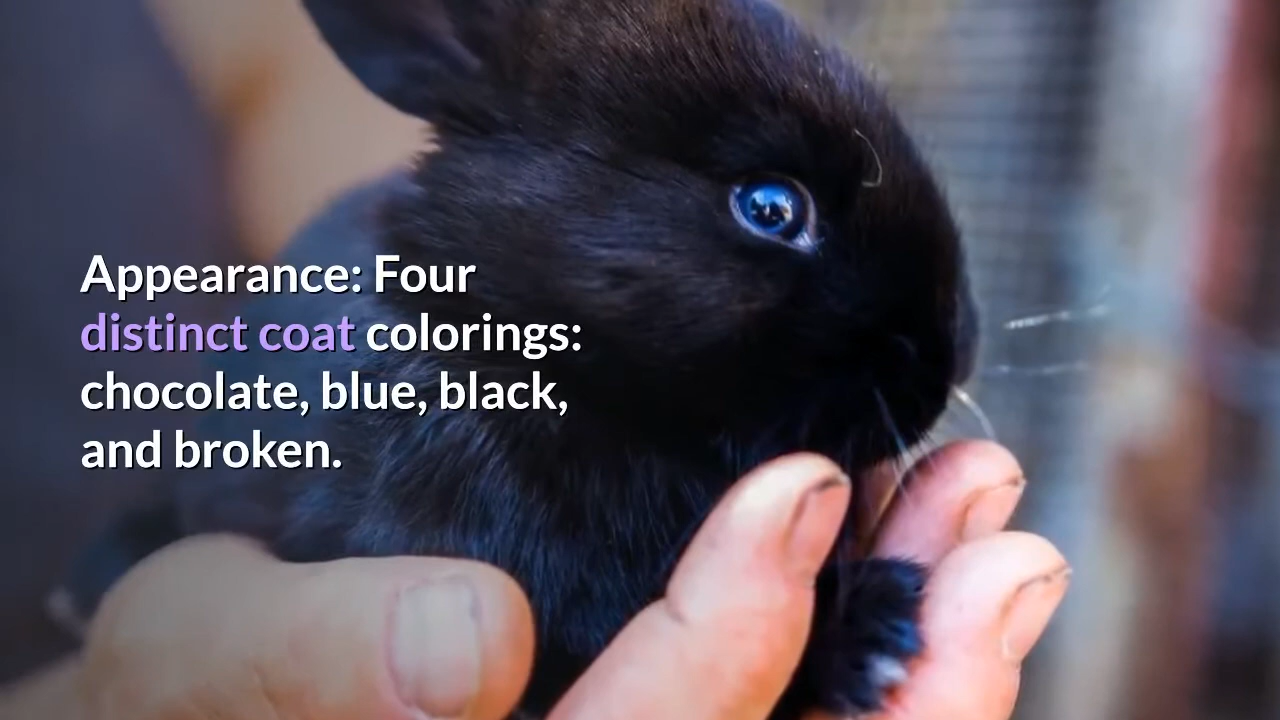 Appearance: Four
distinct coat colorings:
chocolate, blue, black,
and broken.